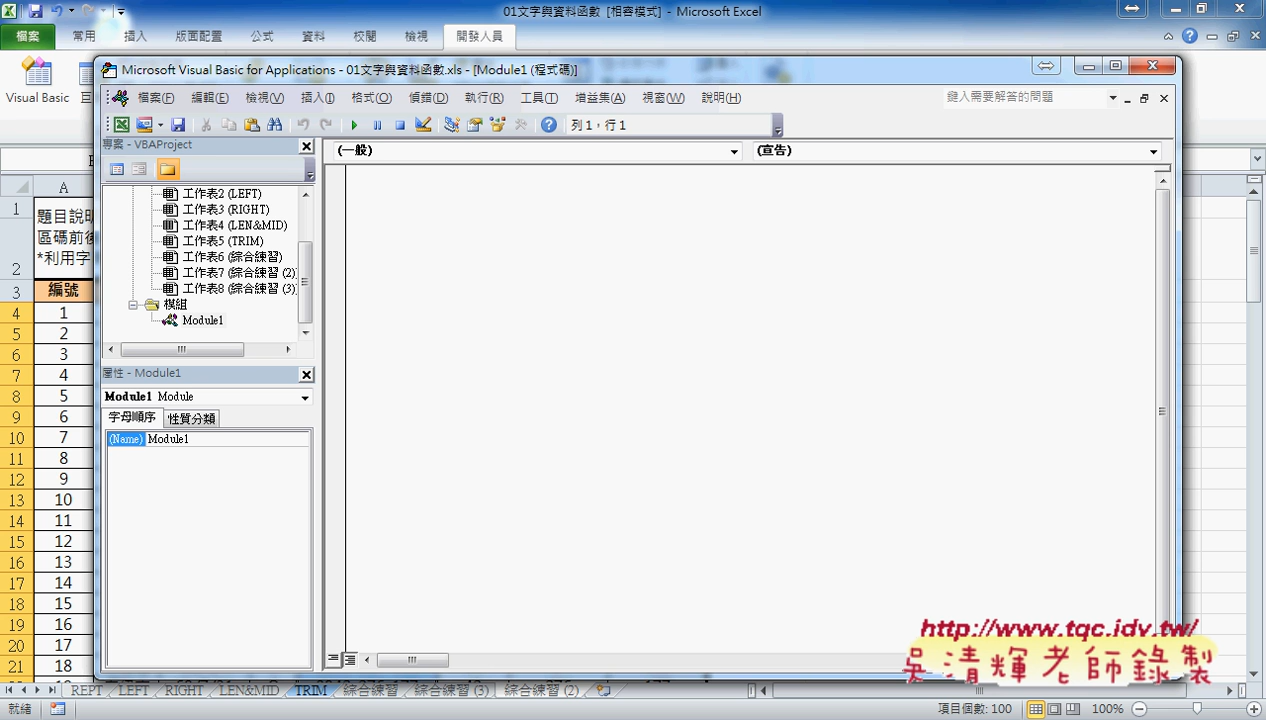 01文字與資料函數 [相容模式] - Microsoft Excel
檔案 常用 插入 版面配置 公式 資料 校閱 檢視 開發人員
Visual Basic
Microsoft Visual Basic for Applications - 01文字與資料函數.xls - [Module1 (程式碼)]
檔案(F) 編輯(E) 檢視(V) 插入(I) 格式(O) 偵錯(D) 執行(R) 工具(T) 增益集(A) 視窗(W) 說明(H) 鍵入需要解答的問題
列 1，行 1
專案 - VBAProject
(一般) (宣告)
工作表2 (LEFT)
工作表3 (RIGHT)
工作表4 (LEN&MID)
工作表5 (TRIM)
工作表6 (綜合練習)
工作表7 (綜合練習 (2)
工作表8 (綜合練習 (3)
模組
Module1
屬性 - Module1
Module1 Module
字母順序 性質分類
(Name) Module1
A
1 題目說明
區碼前後
2 *利用字
3 編號
4 1
5 2
6 3
7 4
8 5
9 6
10 7
11 8
12 9
13 10
14 11
15 12
16 13
17 14
18 15
19 16
20 17
21 18
http://www.tqc.idv.tw/
吳清輝老師錄製
REPT LEFT RIGHT LEN&MID TRIM 綜合練習 綜合練習 (3) 綜合練習 (2)
就緒 項目個數: 100 100%